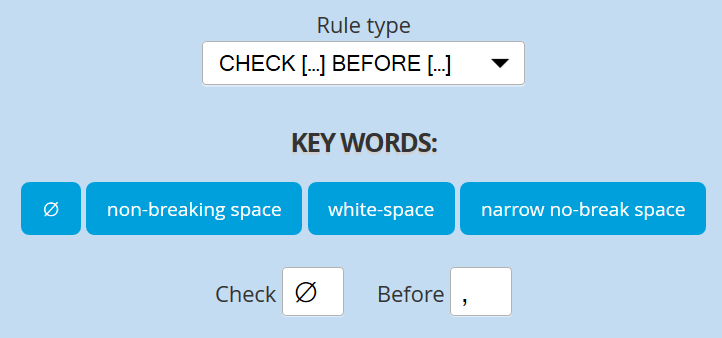 Rule type
CHECK [...] BEFORE [...]
KEY WORDS:
∅ non-breaking space white-space narrow no-break space
Check ∅ Before ,